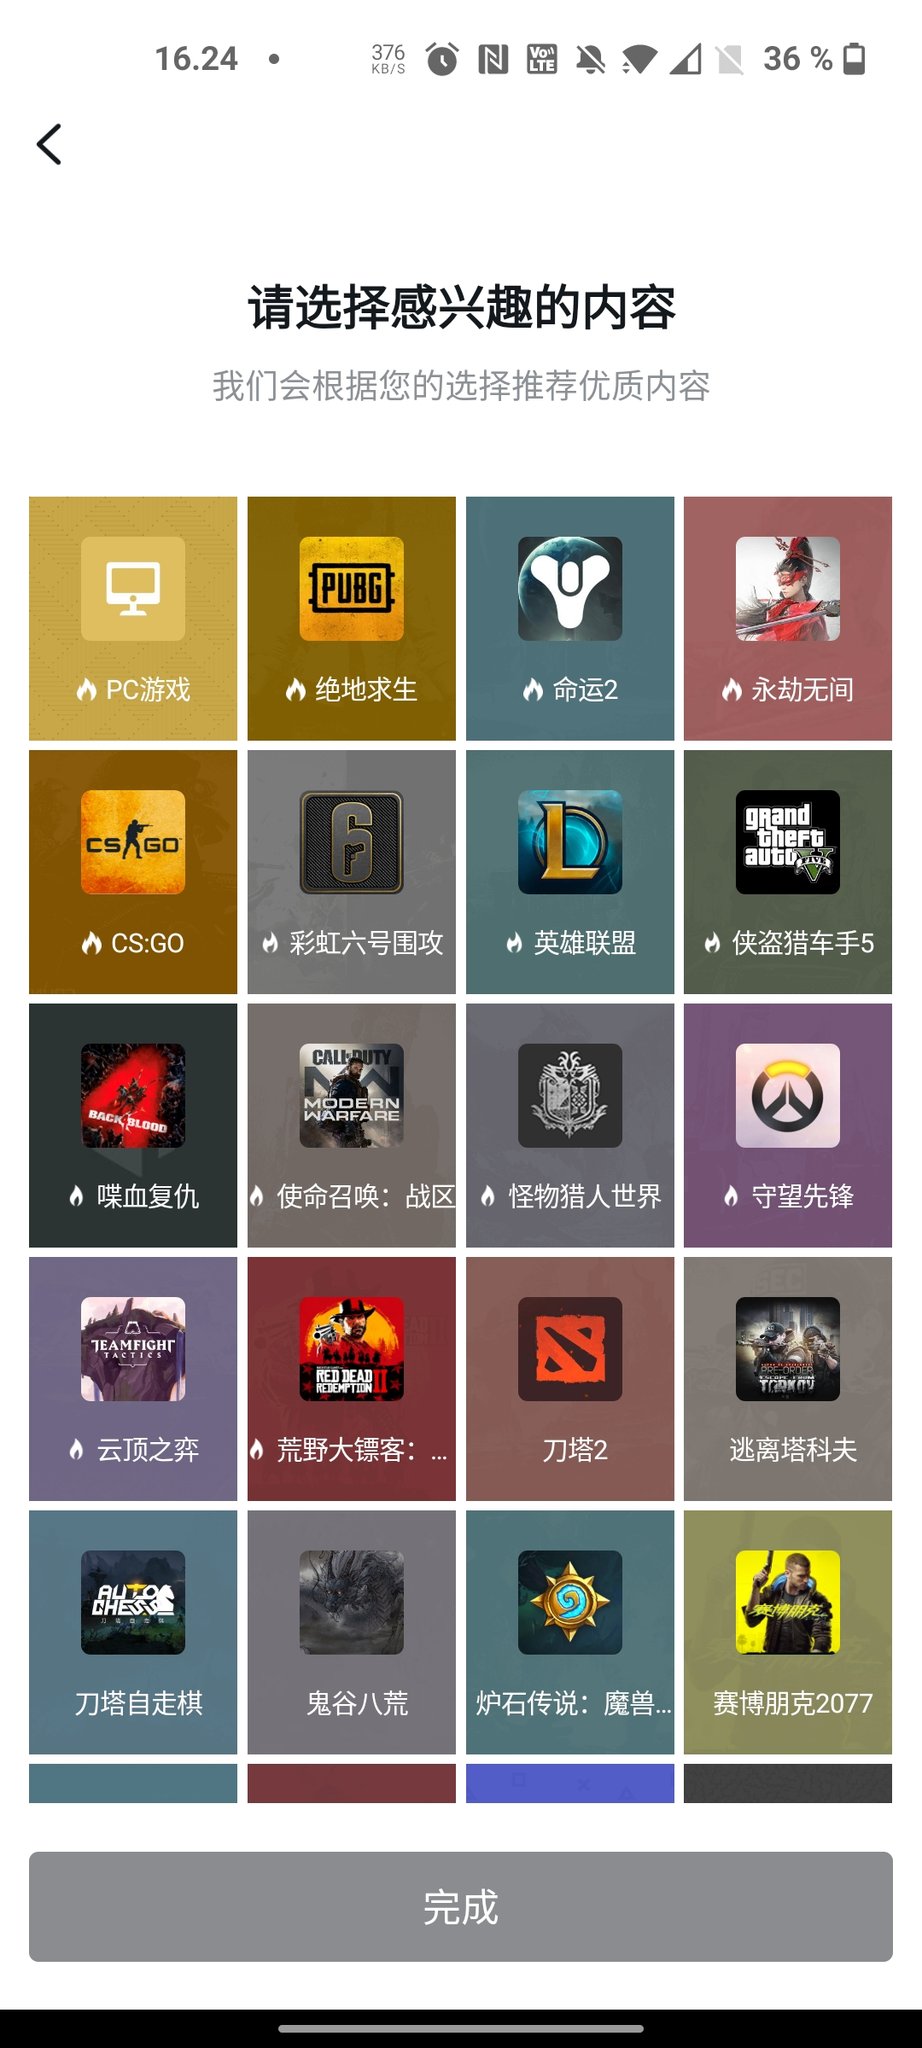 16.24
376
KB/S
Vo
LTE
36 %
请选择感兴趣的内容
我们会根据您的选择推荐优质内容
PUBG
PC游戏
绝地求生
命运2
永劫无间
CS GO
6
grand
theft
auto
FIVE
CS:GO
彩虹六号围攻
英雄联盟
侠盗猎车手5
4
BACK BLOOD
CALL DUTY
MODERN
WARFARE
喋血复仇
使命召唤：战区
怪物猎人世界
守望先锋
TEAMFIGHT
TACTICS
RED DEAD
REDEMPTION II
PRE-ORDER
ESCAPE FROM
TARKOV
云顶之弈
荒野大镖客：...
刀塔2
逃离塔科夫
AUTO
CHESS
刀塔自走棋
赛博朋克
刀塔自走棋
鬼谷八荒
炉石传说：魔兽...
赛博朋克2077
完成